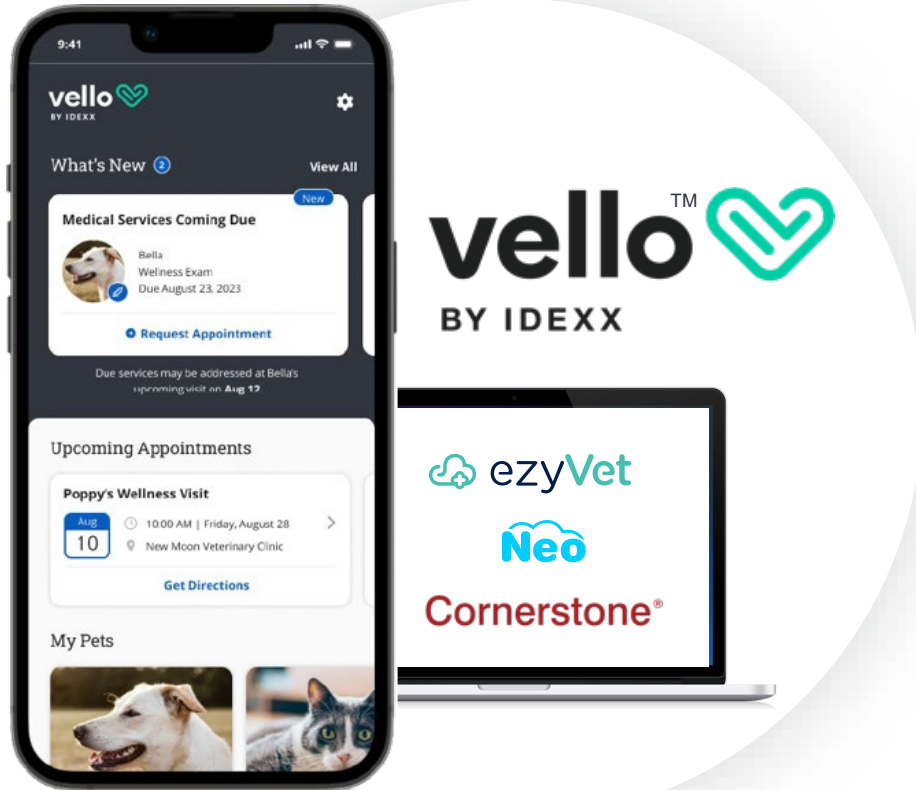 9:41
vello
BY IDEXX
What's New 2
View All
New
Medical Services Coming Due
Bella
Wellness Exam
Due August 23, 2023
Request Appointment
Due services may be addressed at Bella's
upcoming visit on Aug 12
Upcoming Appointments
Poppy's Wellness Visit
Aug
10
10:00 AM | Friday, August 28
New Moon Veterinary Clinic
Get Directions
My Pets
vello™
BY IDEXX
ezyVet
Neo
Cornerstone®